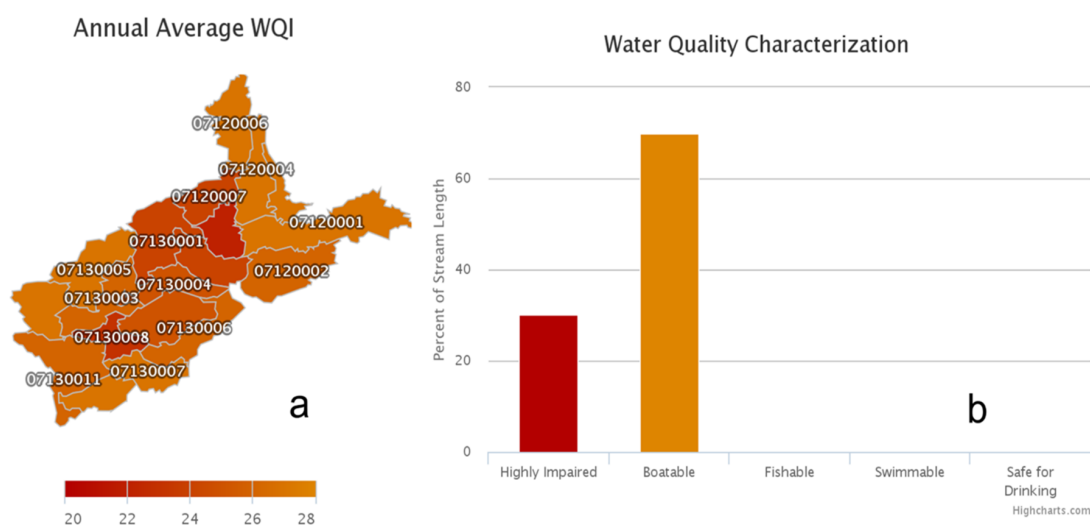 Annual Average WQI
07120006
07120004
07120007
07120001
07130001
07130005
07120002
07130004
07130003
07130006
07130008
07130007
07130011
a
20 22 24 26 28
Water Quality Characterization
Percent of Stream Length
80
60
40
20
0
b
Highly Impaired Boatable Fishable Swimmable Safe for
Drinking
Highcharts.com